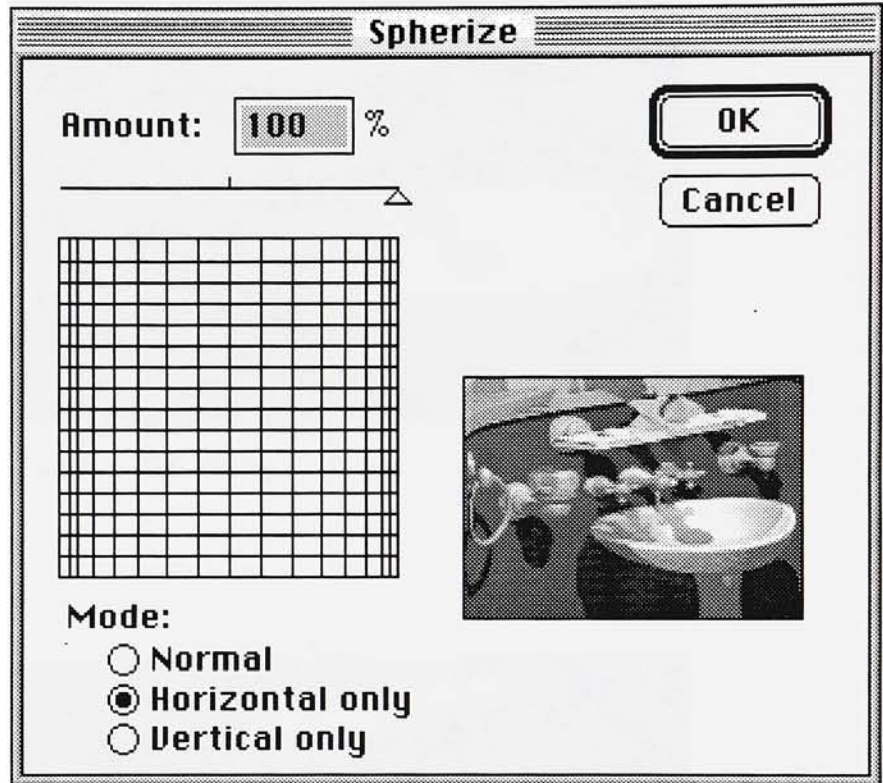 Spherize
Amount: 100 %
OK
Cancel
Mode:
Normal
Horizontal only
Vertical only